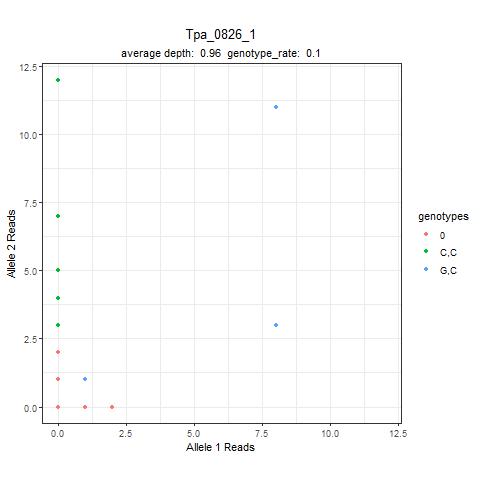 Tpa_0826_1
average depth:  0.96  genotype_rate:  0.1
12.5
10.0
7.5
5.0
2.5
0.0
Allele 2 Reads
0.0 2.5 5.0 7.5 10.0 12.5
Allele 1 Reads
genotypes
0
C,C
G,C